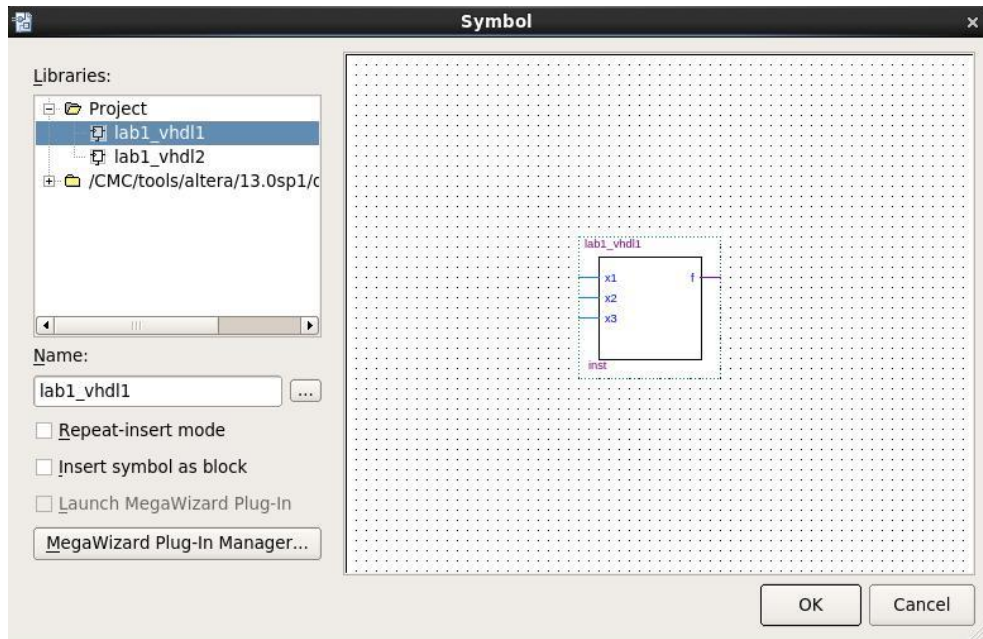 Symbol
Libraries:
Project
lab1_vhdl1
lab1_vhdl2
/CMC/tools/altera/13.0sp1/c
Name:
lab1_vhdl1
...
Repeat-insert mode
Insert symbol as block
Launch MegaWizard Plug-In
MegaWizard Plug-In Manager...
lab1_vhdl1
x1 f
x2
x3
inst
OK Cancel